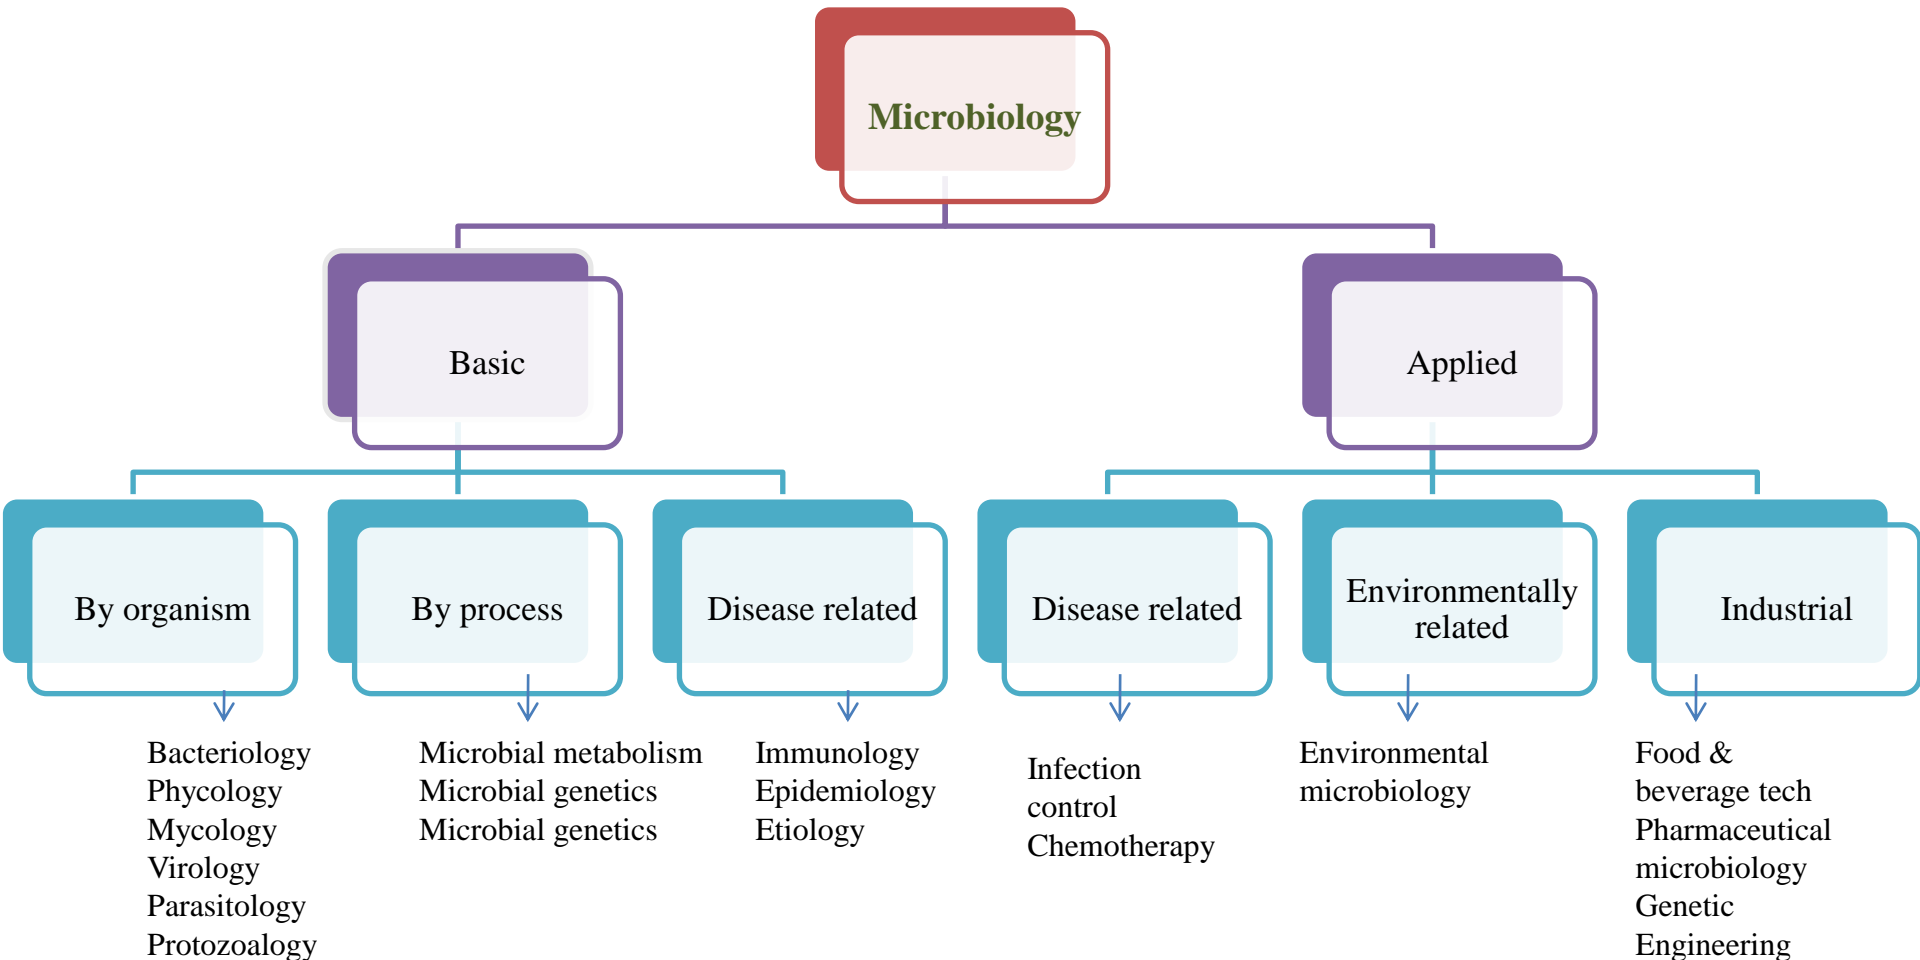 Microbiology
Basic
Applied
By organism
By process
Disease related
Disease related
Environmentally
related
Industrial
Bacteriology
Phycology
Mycology
Virology
Parasitology
Protozoalogy
Microbial metabolism
Microbial genetics
Microbial genetics
Immunology
Epidemiology
Etiology
Infection
control
Chemotherapy
Environmental
microbiology
Food &
beverage tech
Pharmaceutical
microbiology
Genetic
Engineering